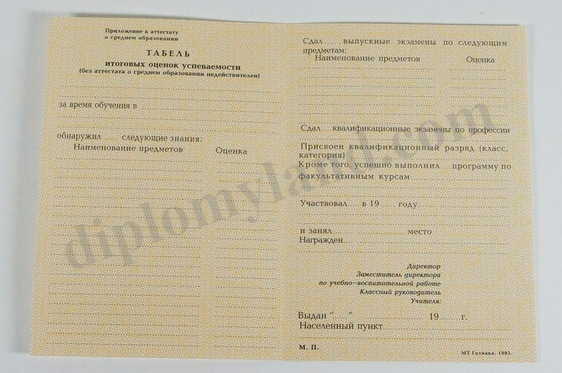 Приложение к аттестату
о среднем образовании
ТАБЕЛЬ
итоговых оценок успеваемости
(без аттестата о среднем образовании недействителен)
за время обучения в
обнаружил ...... следующие знания:
Наименование предметов Оценка
Сдал ..... выпускные экзамены по следующим
предметам:
Наименование предметов Оценка
Сдал.... квалификационные экзамены по профессии
Присвоен квалификационный разряд (класс,
категория)
Кроме того, успешно выполнил ... программу по
факультативным курсам
Участвовал.... в 19 .... году
и занял место
Награжден
Директор
Заместитель директора
по учебно-воспитательной работе
Классный руководитель
Учителя:
Выдан “.....” 19 ..... г.
Населенный пункт
М. П.
МТ Гознака. 1995.
diplomyland.com